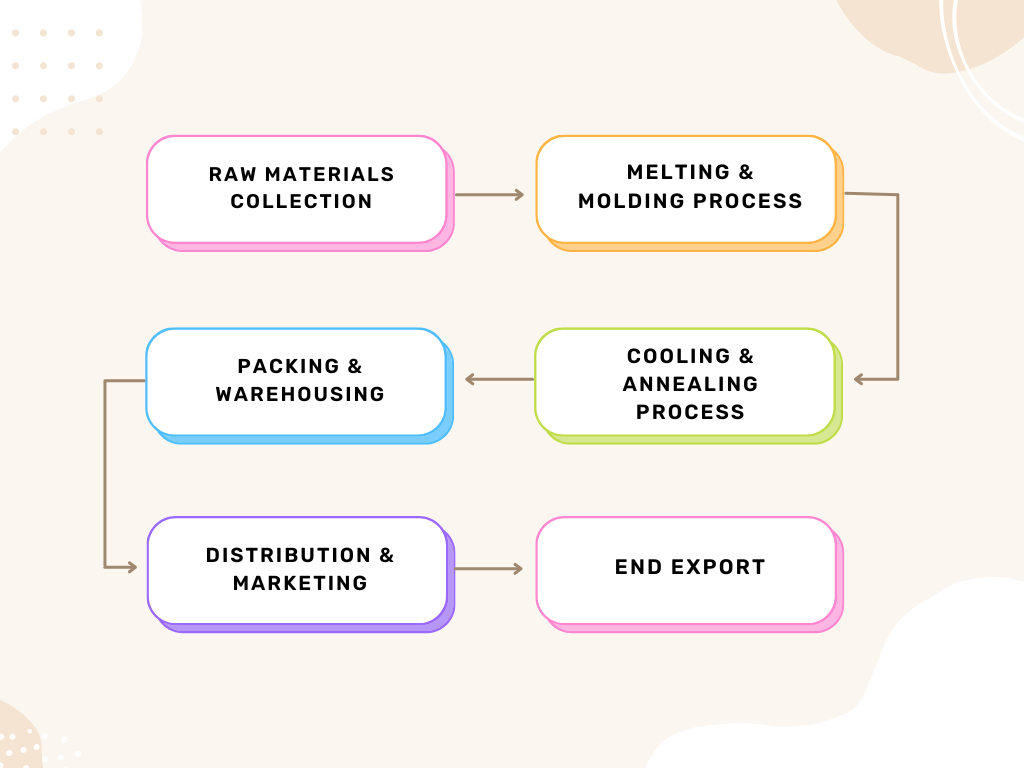 RAW MATERIALS
COLLECTION
MELTING &
MOLDING PROCESS
COOLING &
ANNEALING
PROCESS
PACKING &
WAREHOUSING
DISTRIBUTION &
MARKETING
END EXPORT